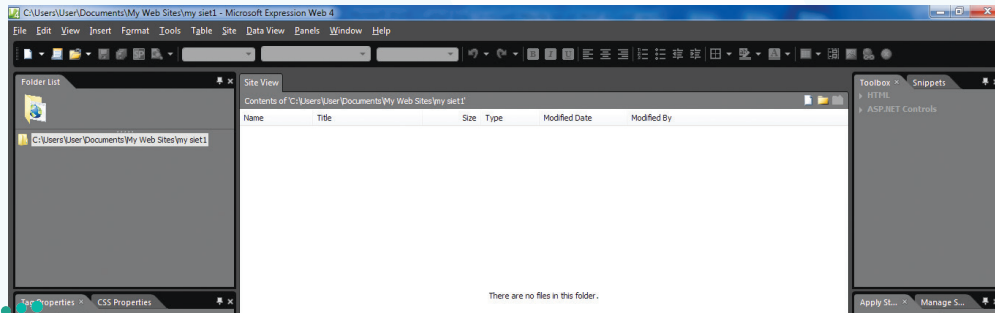 C:\Users\User\Documents\My Web Sites\my siet1 - Microsoft Expression Web 4
File Edit View Insert Format Tools Table Site Data View Panels Window Help
Folder List
Site View
Toolbox Snippets
Contents of 'C:\Users\User\Documents\My Web Sites\my siet1'
HTML
ASP.NET Controls
Name Title Size Type Modified Date Modified By
C:\Users\User\Documents\My Web Sites\my siet1
There are no files in this folder.
Tag Properties CSS Properties
Apply St... Manage S...